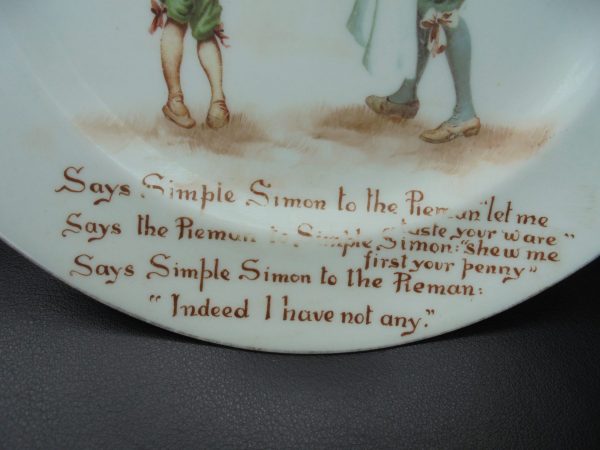 Says Simple Simon to the Pieman "let me
taste your ware"
Says the Pieman to Simple Simon: "shew me
first your penny"
Says Simple Simon to the Pieman:
"Indeed I have not any."